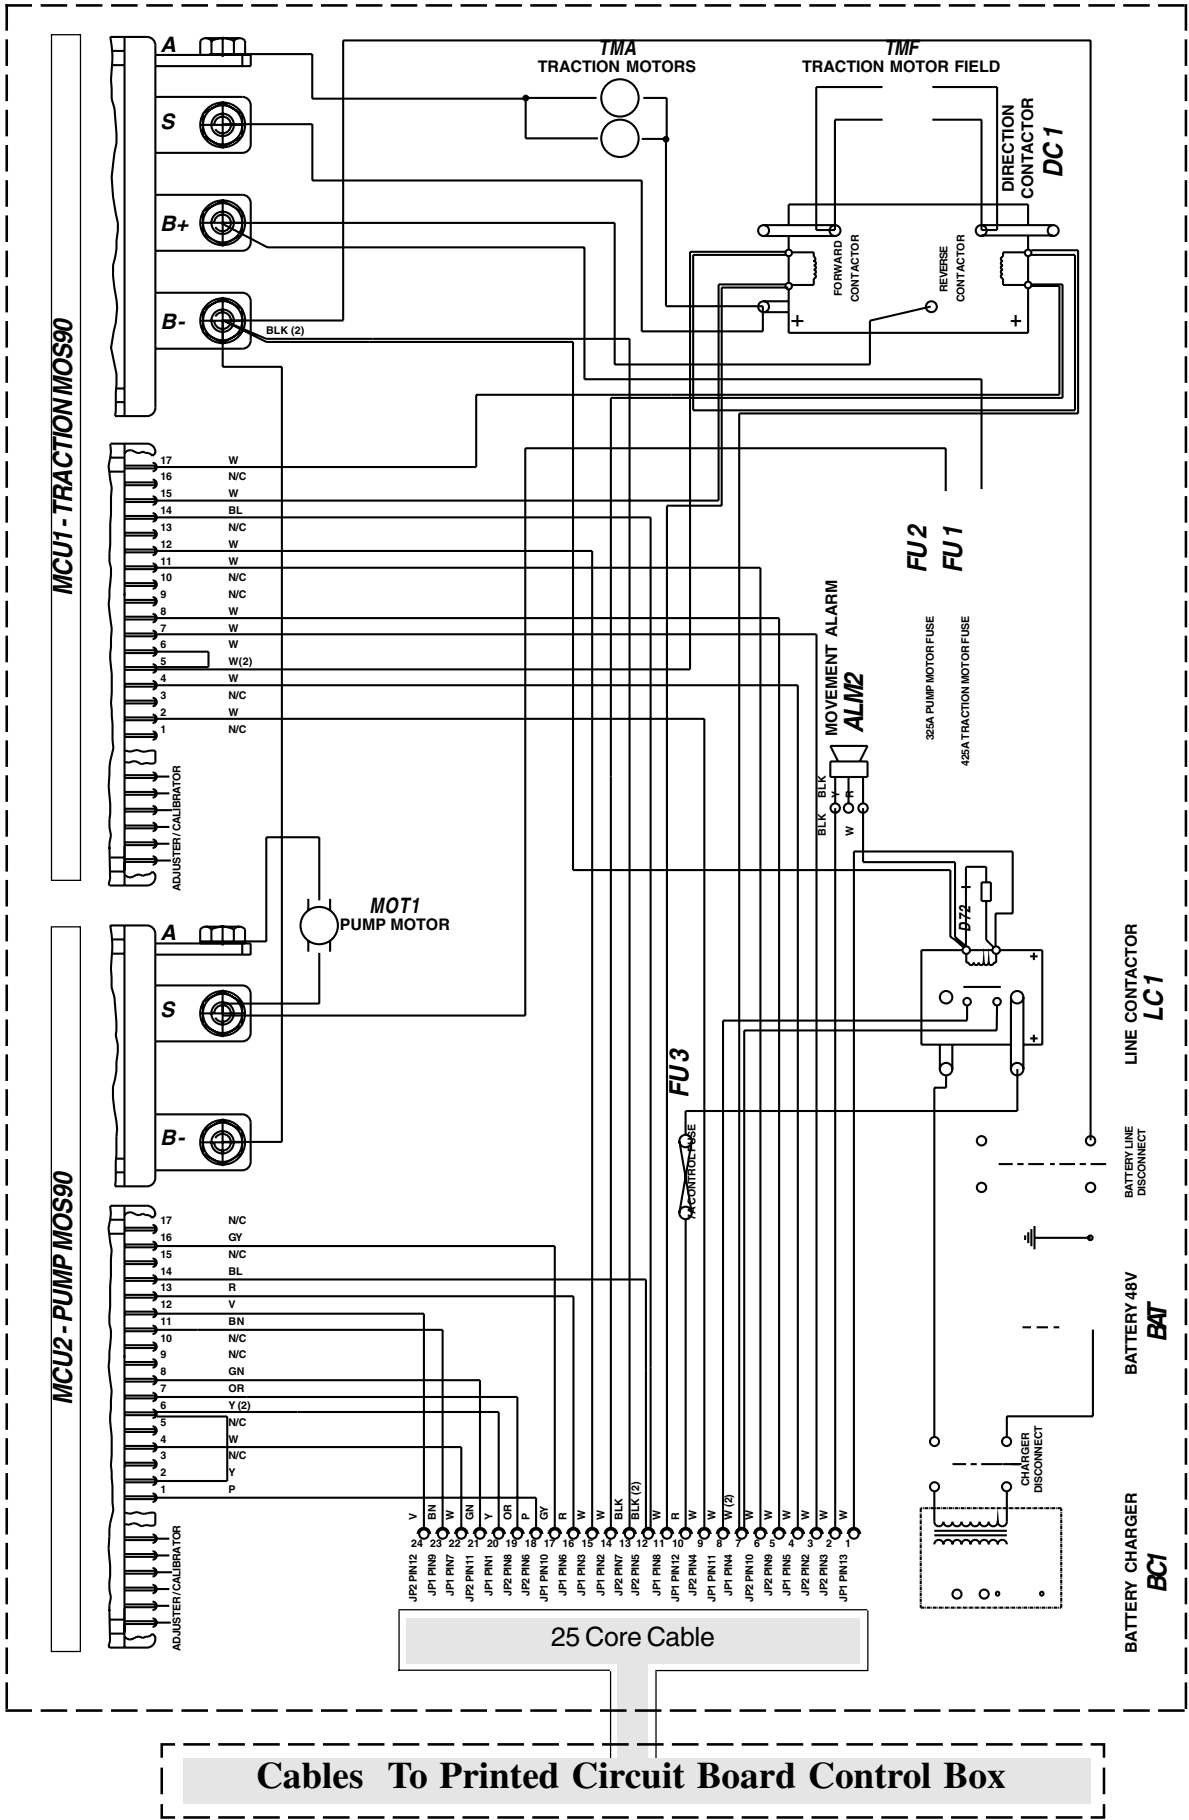 A
S
B+
B-
BLK (2)
TMA
TRACTION MOTORS
TMF
TRACTION MOTOR FIELD
DIRECTION
CONTACTOR
DC1
FORWARD
CONTACTOR
REVERSE
CONTACTOR
+
+
MCU1 - TRACTION MOS90
17 W
16 N/C
15 W
14 BL
13 N/C
12 W
11 W
10 N/C
9 N/C
8 W
7 W
6 W
5 W(2)
4 W
3 N/C
2 W
1 N/C
ADJUSTER / CALIBRATOR
FU2
FU1
325A PUMP MOTOR FUSE
425A TRACTION MOTOR FUSE
MOVEMENT ALARM
ALM2
BLK
Y
R
BLK
W
D72
+
+
+
LINE CONTACTOR
LC1
MOT1
PUMP MOTOR
A
S
B-
FU3
7A CONTROL FUSE
BATTERY LINE
DISCONNECT
BATTERY 48V
BAT
CHARGER
DISCONNECT
BATTERY CHARGER
BC1
MCU2 - PUMP MOS90
17 N/C
16 GY
15 N/C
14 BL
13 R
12 V
11 BN
10 N/C
9 N/C
8 GN
7 OR
6 Y (2)
5 N/C
4 W
3 N/C
2 Y
1 P
ADJUSTER / CALIBRATOR
V
BN
W
GN
Y
OR
P
GY
R
W
W
BLK
BLK (2)
W
R
W
W (2)
W
W
W
W
W
W
24 23 22 21 20 19 18 17 16 15 14 13 12 11 10 9 8 7 6 5 4 3 2 1
JP2 PIN12
JP1 PIN9
JP1 PIN7
JP2 PIN11
JP1 PIN1
JP2 PIN8
JP2 PIN6
JP1 PIN10
JP1 PIN6
JP1 PIN3
JP1 PIN2
JP2 PIN7
JP2 PIN5
JP1 PIN8
JP1 PIN12
JP2 PIN4
JP1 PIN11
JP1 PIN4
JP2 PIN10
JP2 PIN9
JP1 PIN5
JP2 PIN2
JP2 PIN3
JP1 PIN13
25 Core Cable
Cables To Printed Circuit Board Control Box